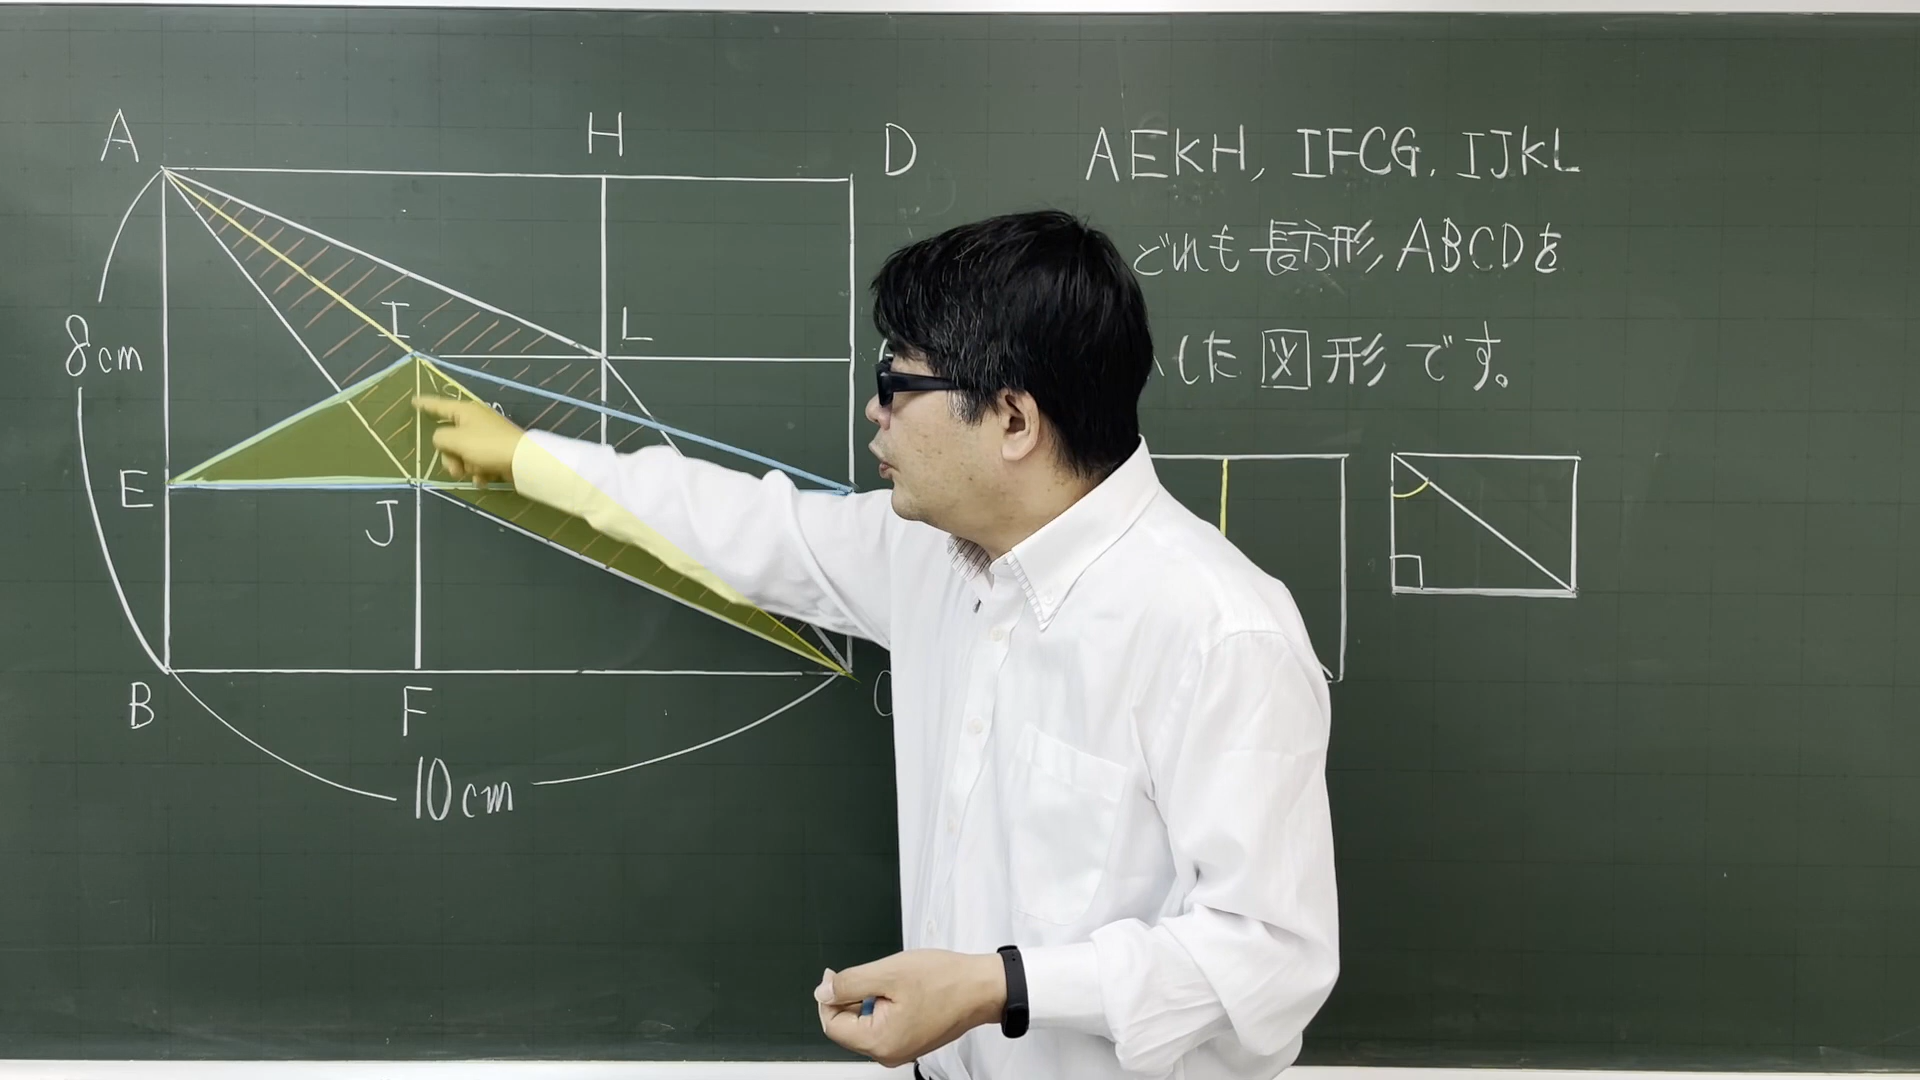 A H D
AEKH, IFCG, IJKL
どれも長方形ABCDを
した図形です。
I L
8cm
E J
B F C
10cm